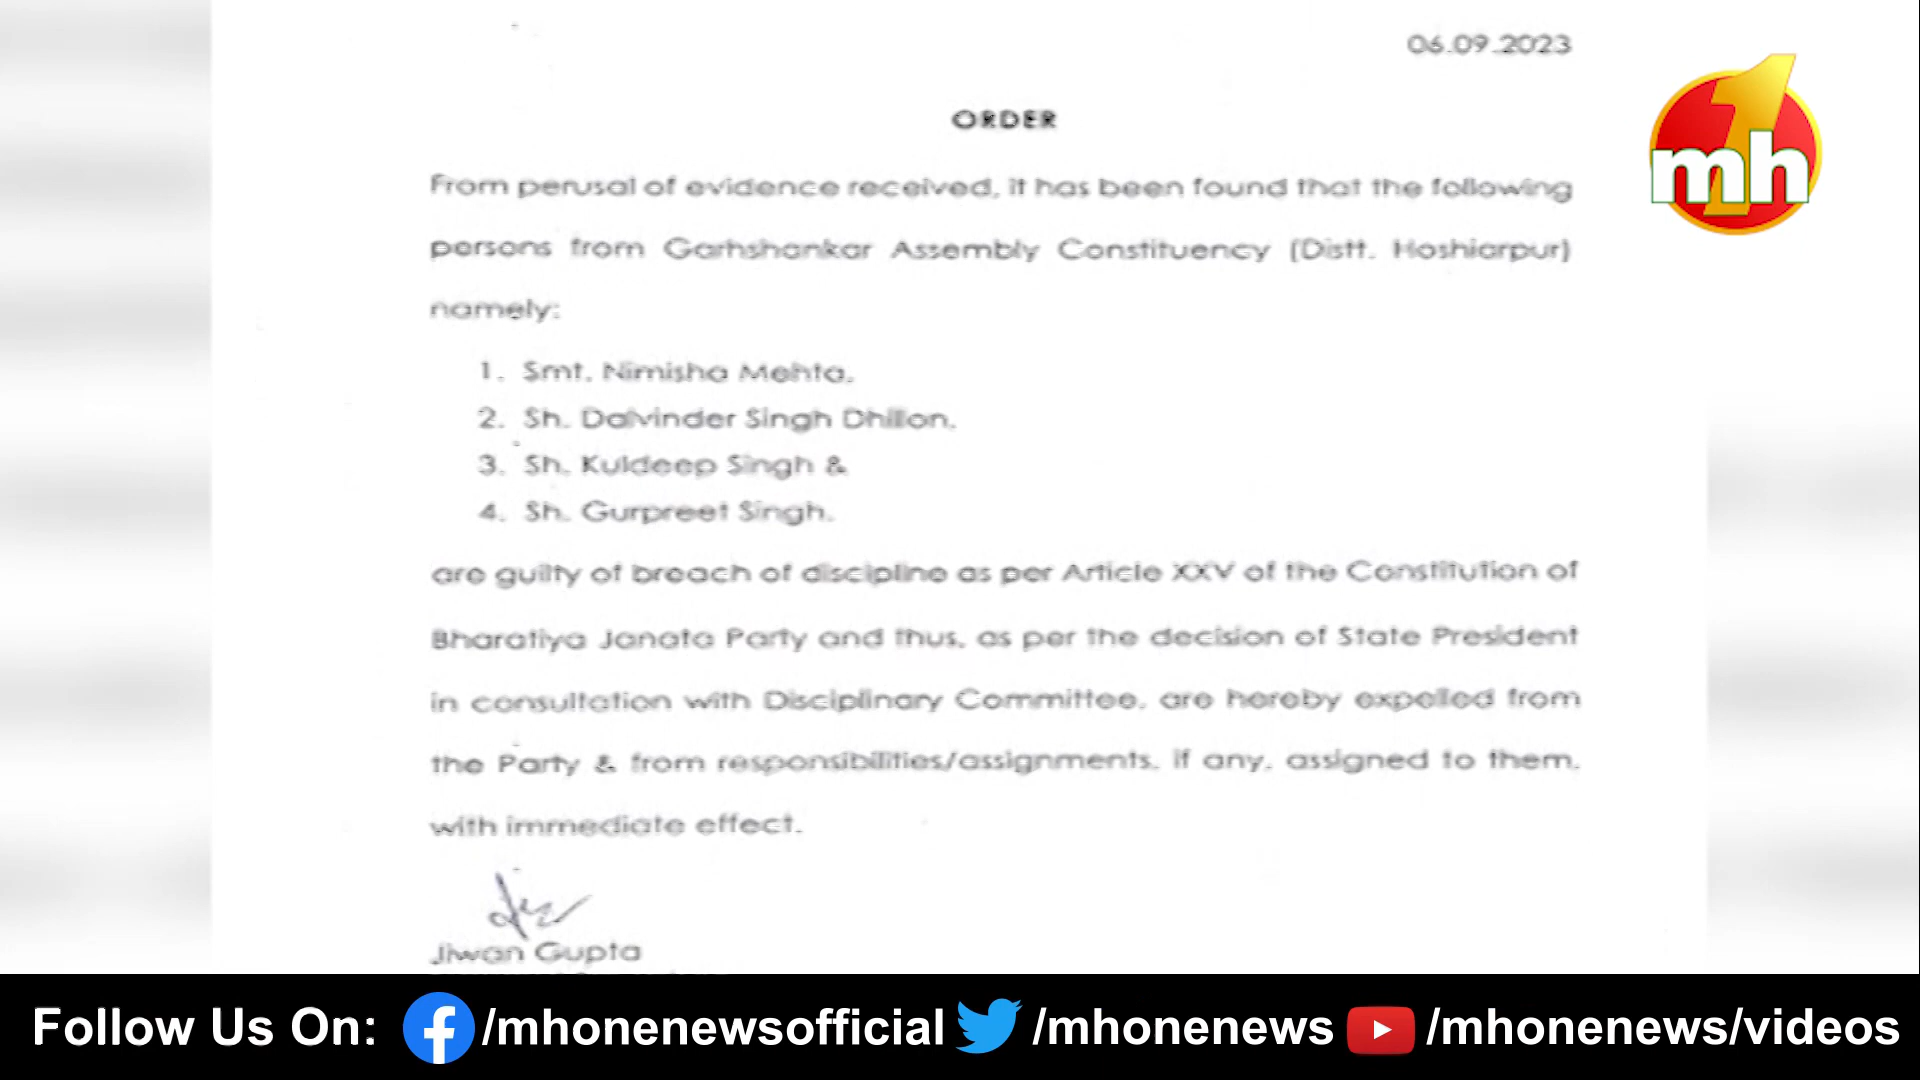 06.09.2023
ORDER
From perusal of evidence received, it has been found that the following
persons from Garhshankar Assembly Constituency (Distt. Hoshiarpur)
namely:
1. Smt. Nimisha Mehta,
2. Sh. Dalvinder Singh Dhillon,
3. Sh. Kuldeep Singh &
4. Sh. Gurpreet Singh,
are guilty of breach of discipline as per Article XXV of the Constitution of
Bharatiya Janata Party and thus, as per the decision of State President
in consultation with Disciplinary Committee, are hereby expelled from
the Party & from responsibilities/assignments, if any, assigned to them,
with immediate effect.
Jiwan Gupta
mh1
Follow Us On: /mhonenewsofficial /mhonenews /mhonenews/videos